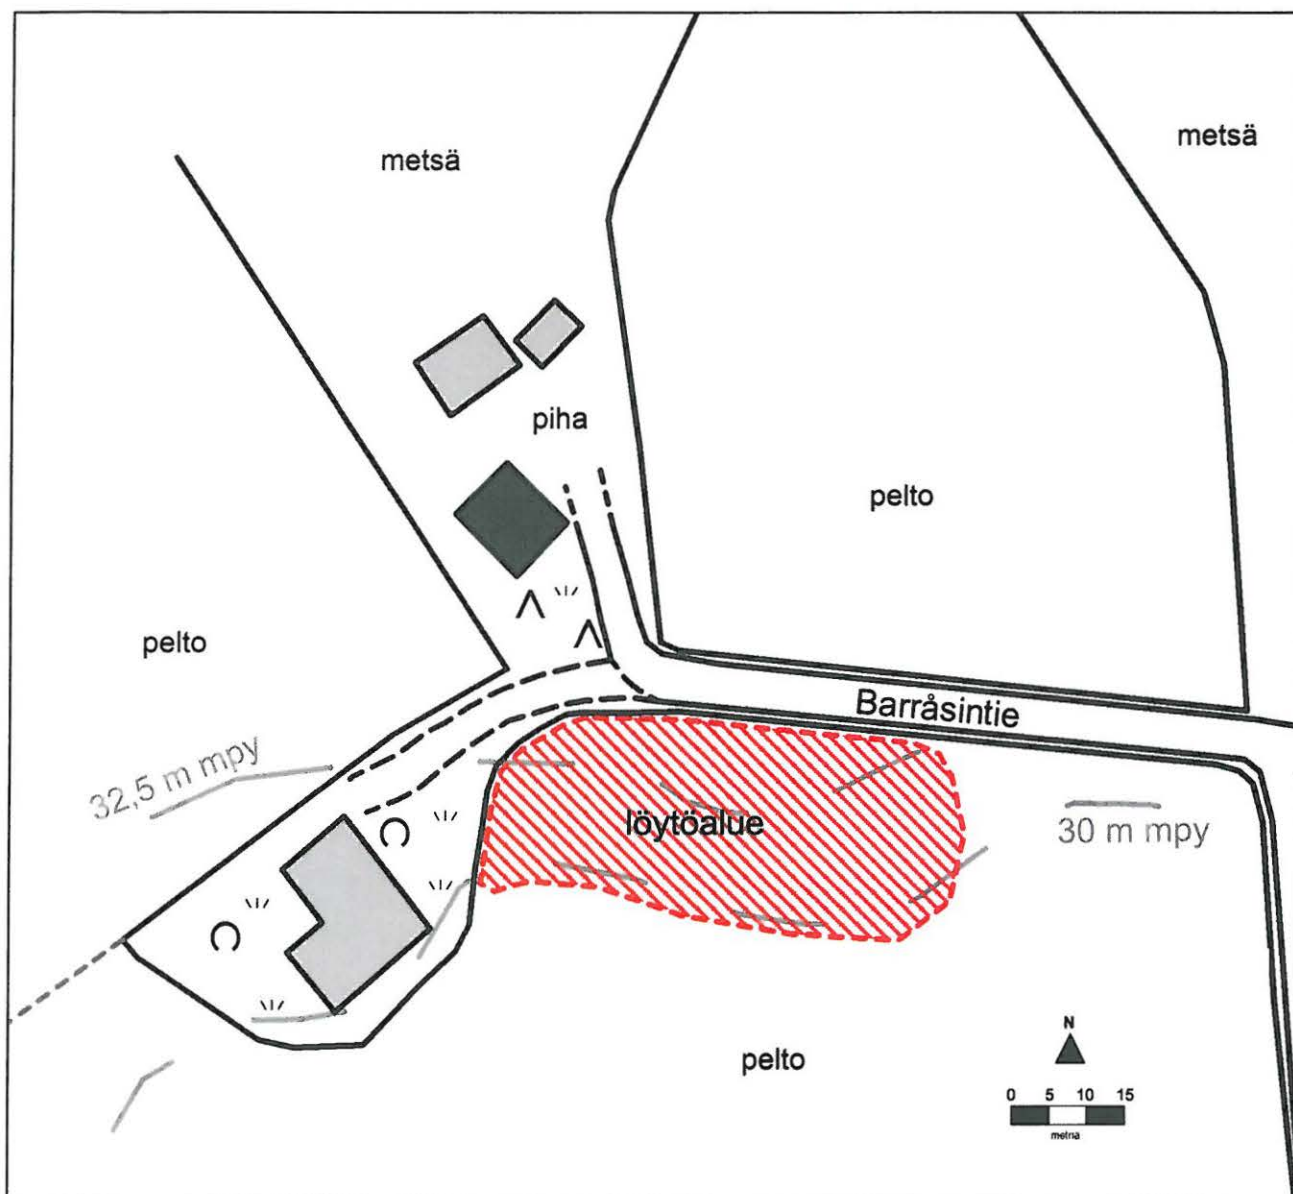 metsä
metsä
piha
pelto
pelto
Barråsintie
32,5 m mpy
löytöalue
30 m mpy
pelto
N
0 5 10 15
metriä